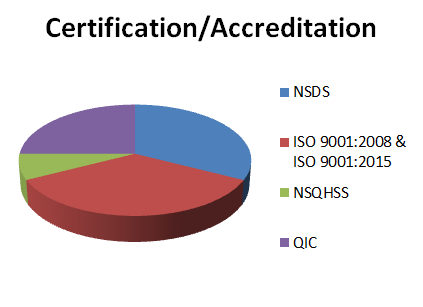 Certification/Accreditation
NSDS
ISO 9001:2008 &
ISO 9001:2015
NSQHSS
QIC